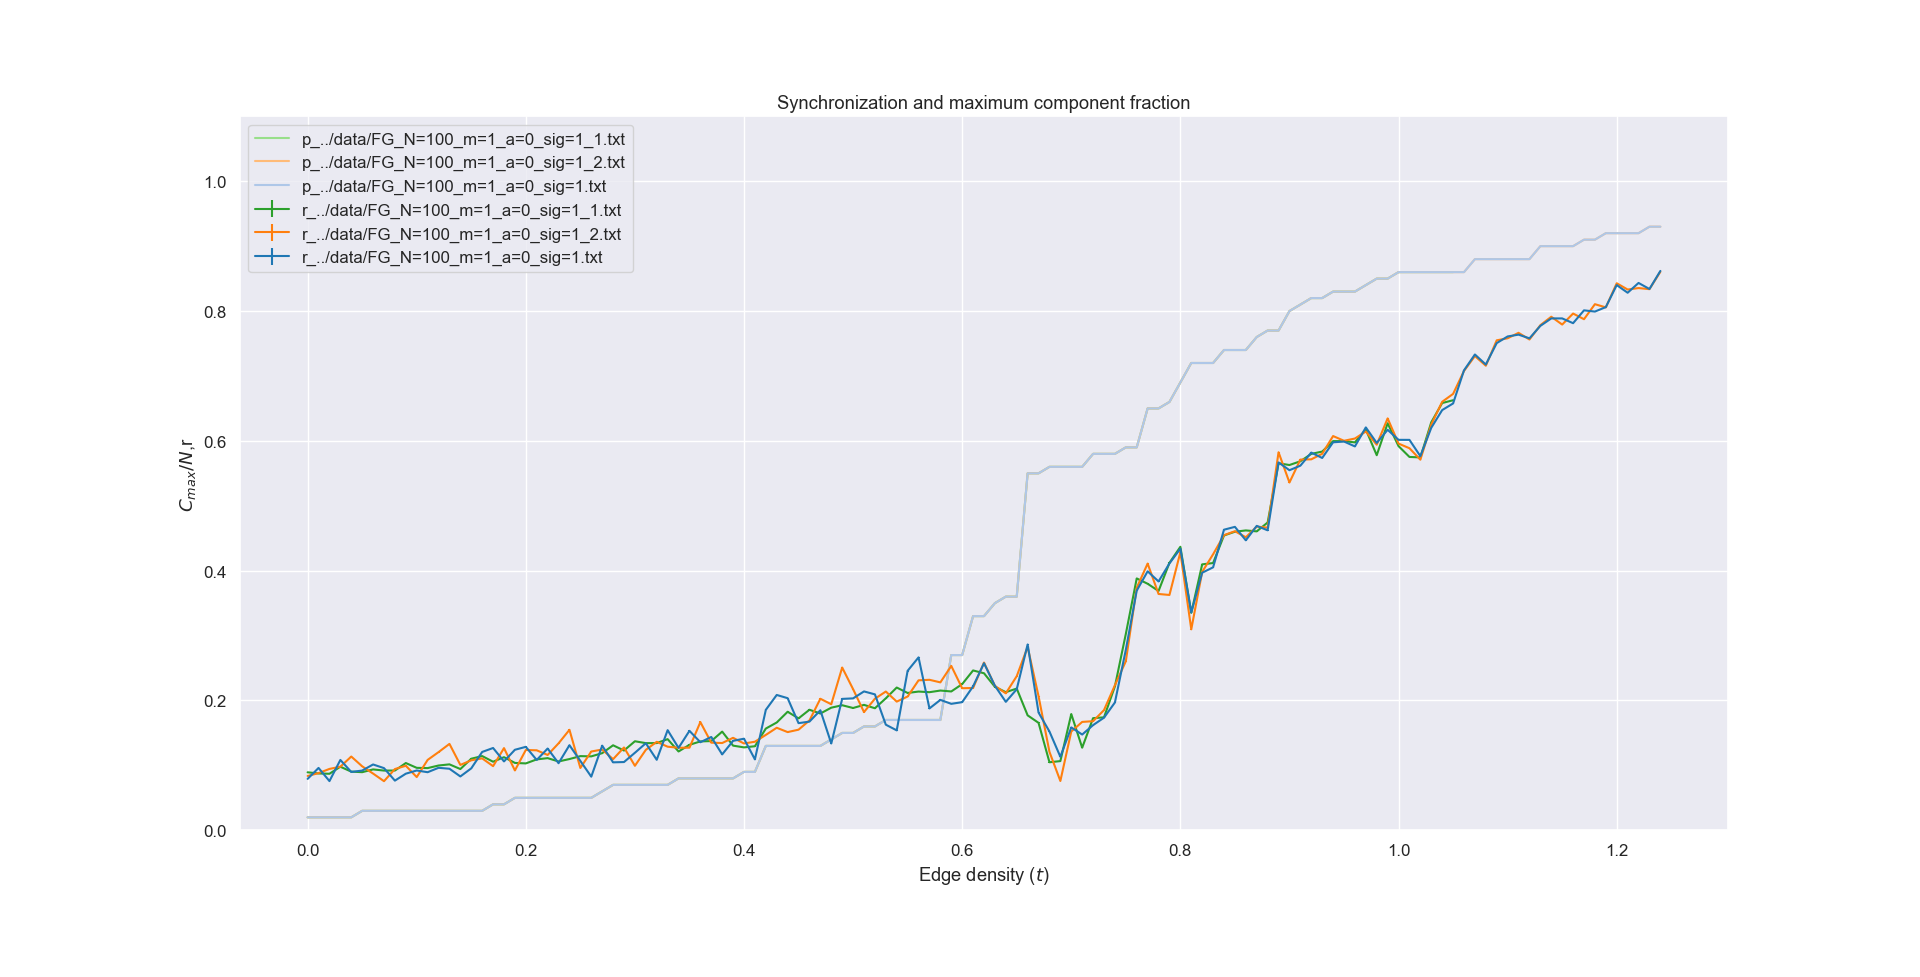 Synchronization and maximum component fraction
p_../data/FG_N=100_m=1_a=0_sig=1_1.txt
p_../data/FG_N=100_m=1_a=0_sig=1_2.txt
p_../data/FG_N=100_m=1_a=0_sig=1.txt
r_../data/FG_N=100_m=1_a=0_sig=1_1.txt
r_../data/FG_N=100_m=1_a=0_sig=1_2.txt
r_../data/FG_N=100_m=1_a=0_sig=1.txt
1.0
0.8
0.6
0.4
0.2
0.0
C_{max}/N,r
0.0 0.2 0.4 0.6 0.8 1.0 1.2
Edge density (t)